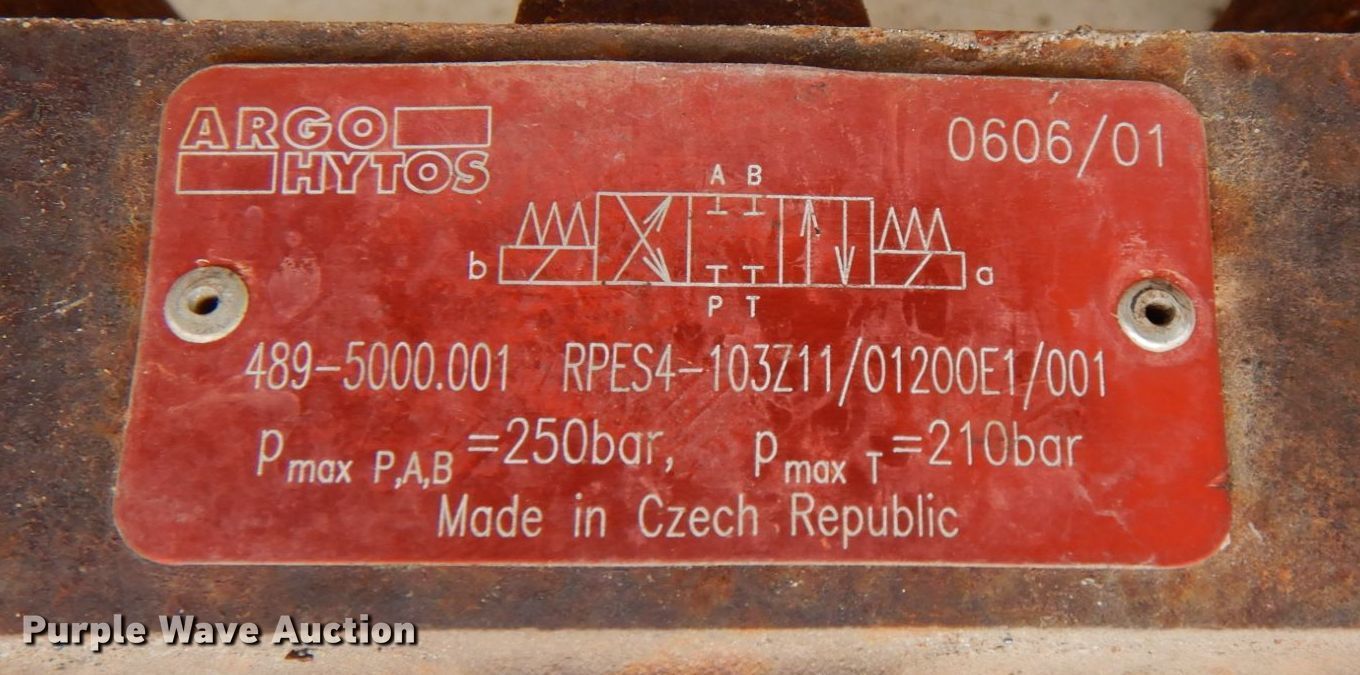 ARGO
HYTOS
0606/01
A B
b
a
P T
489-5000.001 RPES4-103Z11/01200E1/001
pmax P,A,B =250bar, pmax T =210bar
Made in Czech Republic
Purple Wave Auction